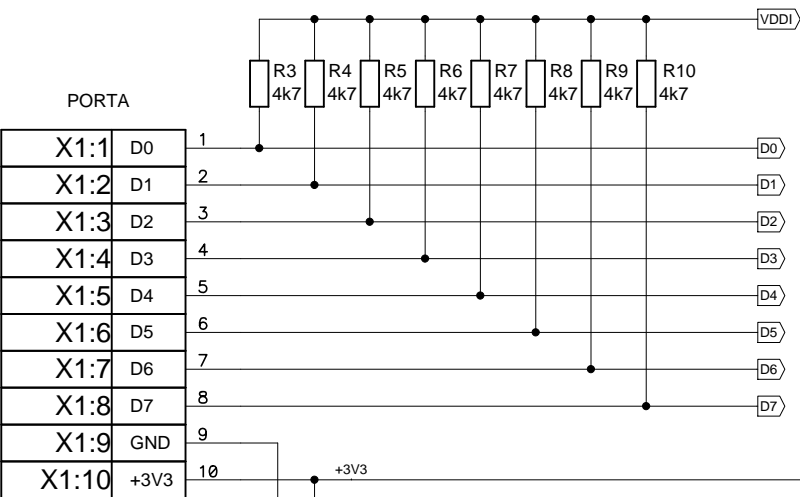 VDDI
R3 R4 R5 R6 R7 R8 R9 R10
4k7 4k7 4k7 4k7 4k7 4k7 4k7 4k7
PORTA
X1:1 D0 1 D0
X1:2 D1 2 D1
X1:3 D2 3 D2
X1:4 D3 4 D3
X1:5 D4 5 D4
X1:6 D5 6 D5
X1:7 D6 7 D6
X1:8 D7 8 D7
X1:9 GND 9
X1:10 +3V3 10 +3V3